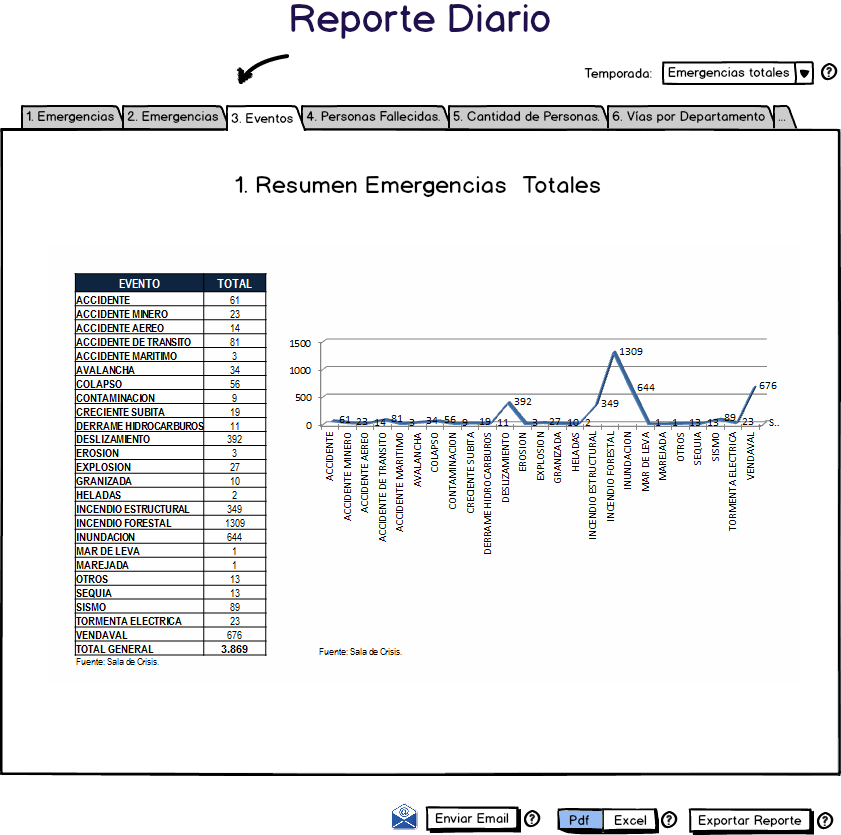 Reporte Diario
Temporada: Emergencias totales ?
1. Emergencias 2. Emergencias 3. Eventos 4. Personas Fallecidas. 5. Cantidad de Personas. 6. Vías por Departamento ...
1. Resumen Emergencias Totales
EVENTO TOTAL
ACCIDENTE 61
ACCIDENTE MINERO 23
ACCIDENTE AEREO 14
ACCIDENTE DE TRANSITO 81
ACCIDENTE MARITIMO 3
AVALANCHA 34
COLAPSO 56
CONTAMINACION 9
CRECIENTE SUBITA 19
DERRAME HIDROCARBUROS 11
DESLIZAMIENTO 392
EROSION 3
EXPLOSION 27
GRANIZADA 10
HELADAS 2
INCENDIO ESTRUCTURAL 349
INCENDIO FORESTAL 1309
INUNDACION 644
MAR DE LEVA 1
MAREJADA 1
OTROS 13
SEQUIA 13
SISMO 89
TORMENTA ELECTRICA 23
VENDAVAL 676
TOTAL GENERAL 3.869
Fuente: Sala de Crisis.
1500
1000
500
0
61 23 14 81 3 34 56 9 19 11 392 3 27 10 2 349 1309 644 1 1 13 13 89 23 676
S..
ACCIDENTE
ACCIDENTE MINERO
ACCIDENTE AEREO
ACCIDENTE DE TRANSITO
ACCIDENTE MARITIMO
AVALANCHA
COLAPSO
CONTAMINACION
CRECIENTE SUBITA
DERRAME HIDROCARBUROS
DESLIZAMIENTO
EROSION
EXPLOSION
GRANIZADA
HELADAS
INCENDIO ESTRUCTURAL
INCENDIO FORESTAL
INUNDACION
MAR DE LEVA
MAREJADA
OTROS
SEQUIA
SISMO
TORMENTA ELECTRICA
VENDAVAL
Fuente: Sala de Crisis.
@ Enviar Email ? Pdf Excel ? Exportar Reporte ?